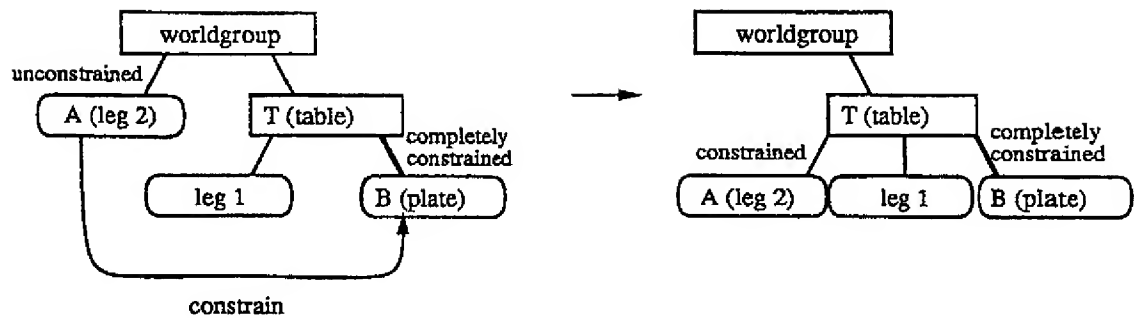 worldgroup
unconstrained
A (leg 2)
T (table)
completely
constrained
leg 1
B (plate)
constrain
worldgroup
T (table)
constrained
completely
constrained
A (leg 2)
leg 1
B (plate)